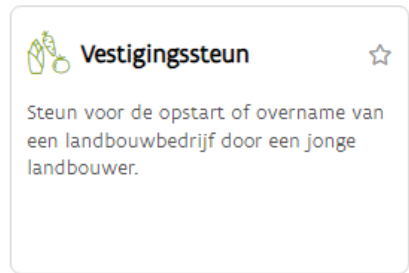 Vestigingssteun
Steun voor de opstart of overname van
een landbouwbedrijf door een jonge
landbouwer.